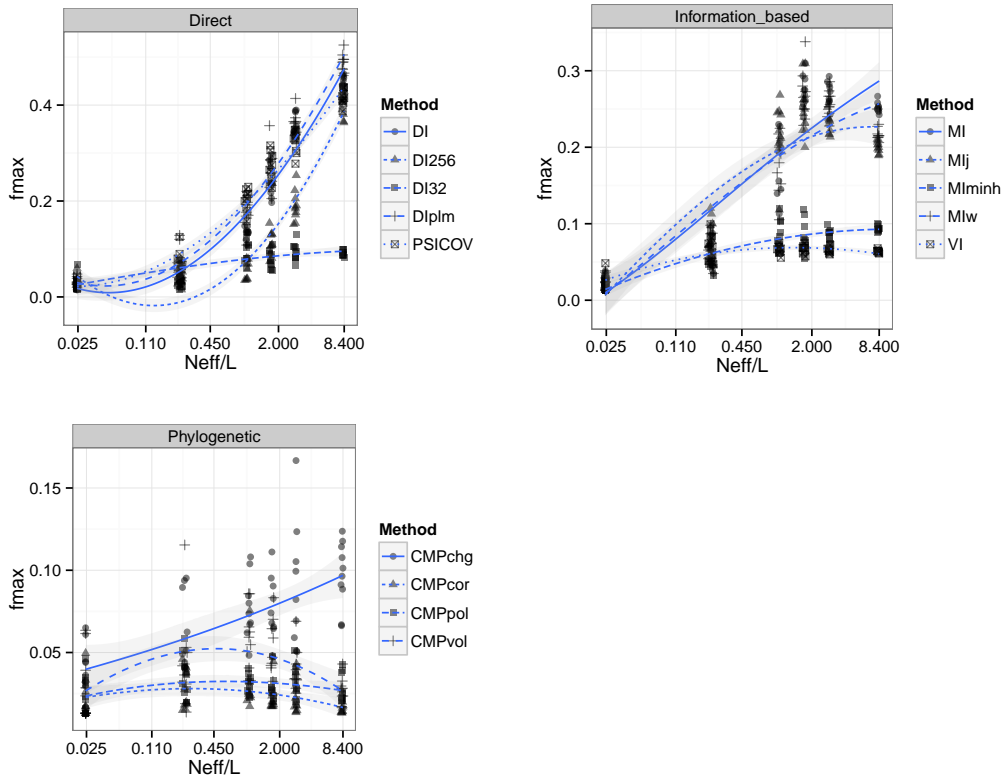 Direct
fmax
0.4
0.2
0.0
0.025
0.110
0.450
2.000
8.400
Neff/L
Method
DI
DI256
DI32
DIplm
PSICOV
Information_based
fmax
0.3
0.2
0.1
0.0
0.025
0.110
0.450
2.000
8.400
Neff/L
Method
MI
MIj
MIminh
MIw
VI
Phylogenetic
fmax
0.15
0.10
0.05
0.025
0.110
0.450
2.000
8.400
Neff/L
Method
CMPchg
CMPcor
CMPpol
CMPvol